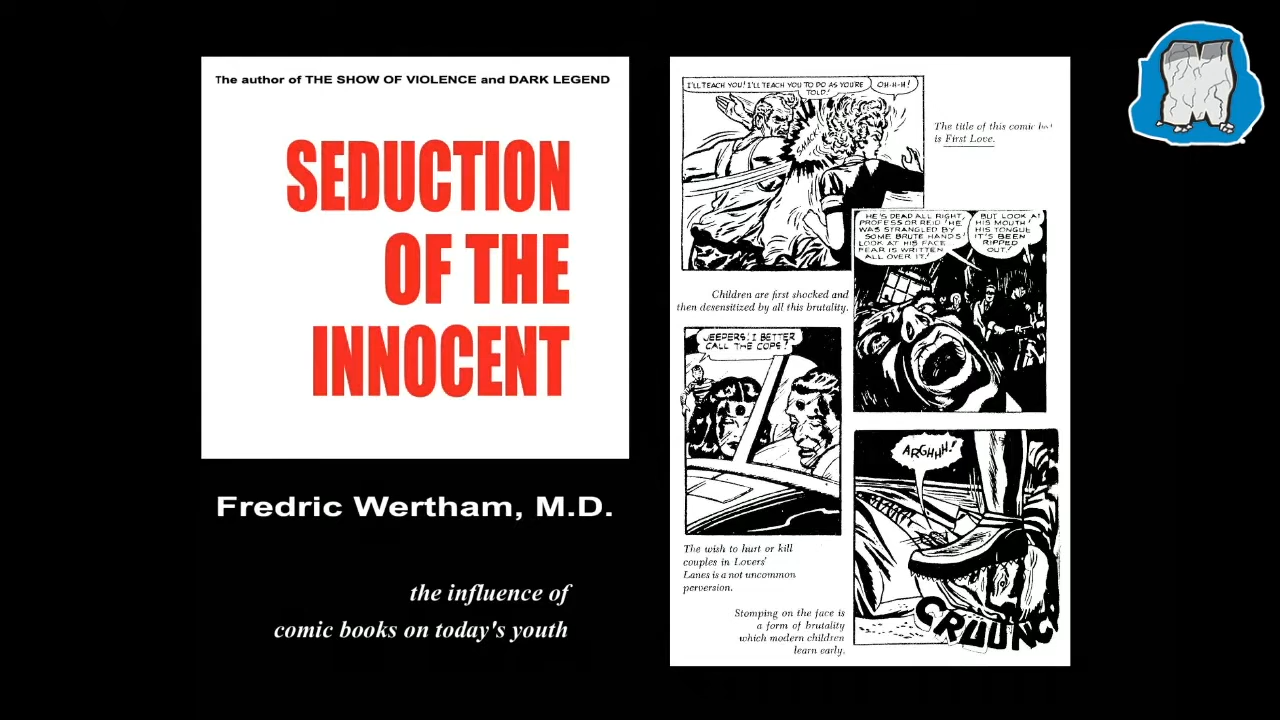 The author of THE SHOW OF VIOLENCE and DARK LEGEND
SEDUCTION
OF THE
INNOCENT
Fredric Wertham, M.D.
the influence of
comic books on today's youth
I'LL TEACH YOU! I'LL TEACH YOU TO DO AS YOU'RE
TOLD!
OH-H-H!
SMACK
The title of this comic book
is First Love.
HE'S DEAD ALL RIGHT,
PROFESSOR REID! HE
WAS STRANGLED BY
SOME BRUTE HANDS!
LOOK AT HIS FACE
FEAR IS WRITTEN
ALL OVER IT!
BUT LOOK AT
HIS MOUTH!
HIS TONGUE
IT'S BEEN
RIPPED
OUT!
Children are first shocked and
then desensitized by all this brutality.
JEEPERS! I BETTER
CALL THE COPS!
The wish to hurt or kill
couples in Lovers'
Lanes is a not uncommon
perversion.
ARGHHH!
CRUUNCH
Stomping on the face is
a form of brutality
which modern children
learn early.